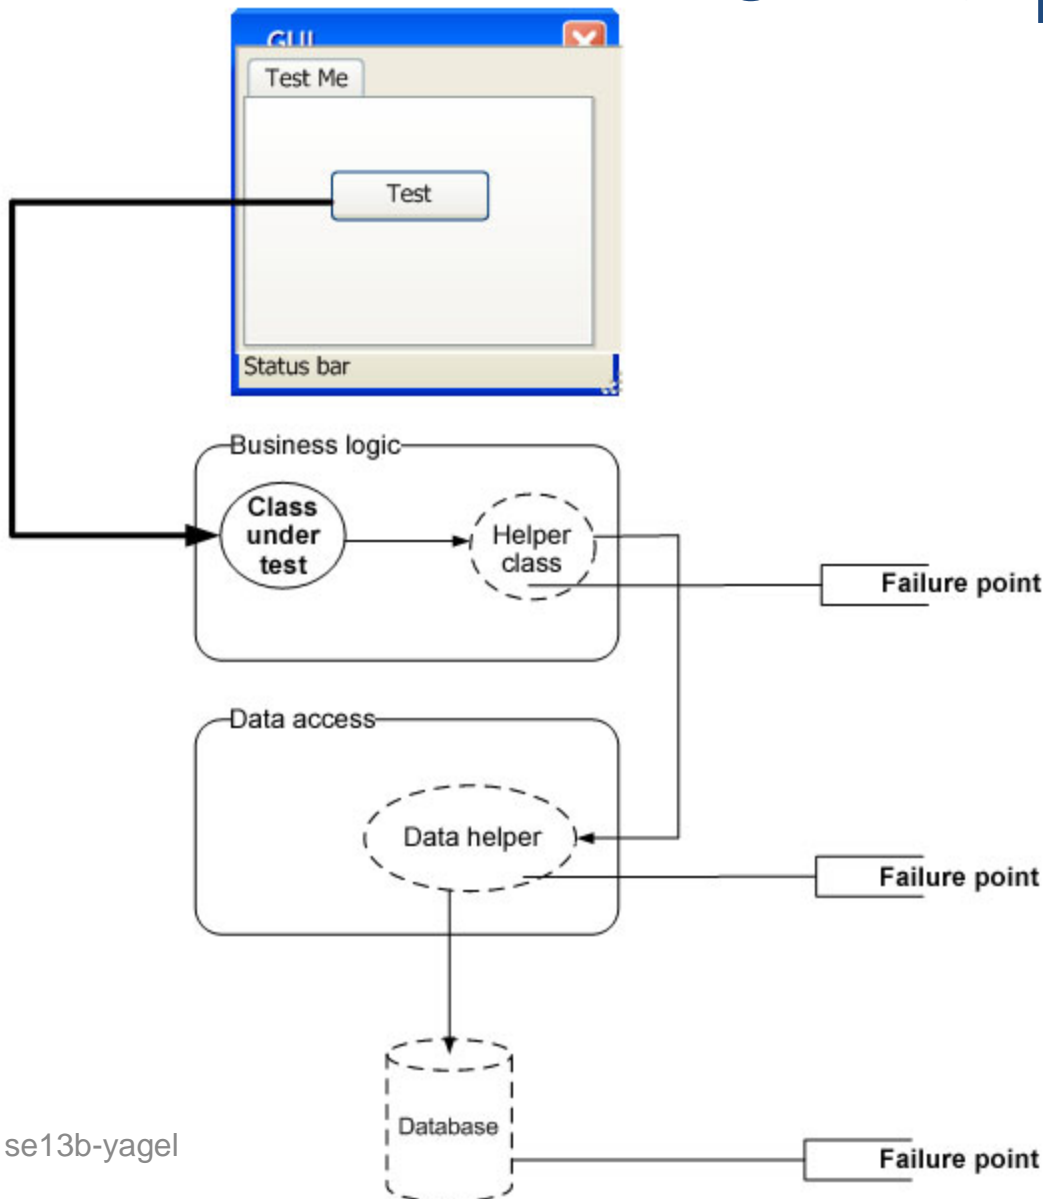 GUI
Test Me
Test
Status bar
Business logic
Class
under
test
Helper
class
Failure point
Data access
Data helper
Failure point
Database
Failure point
se13b-yagel